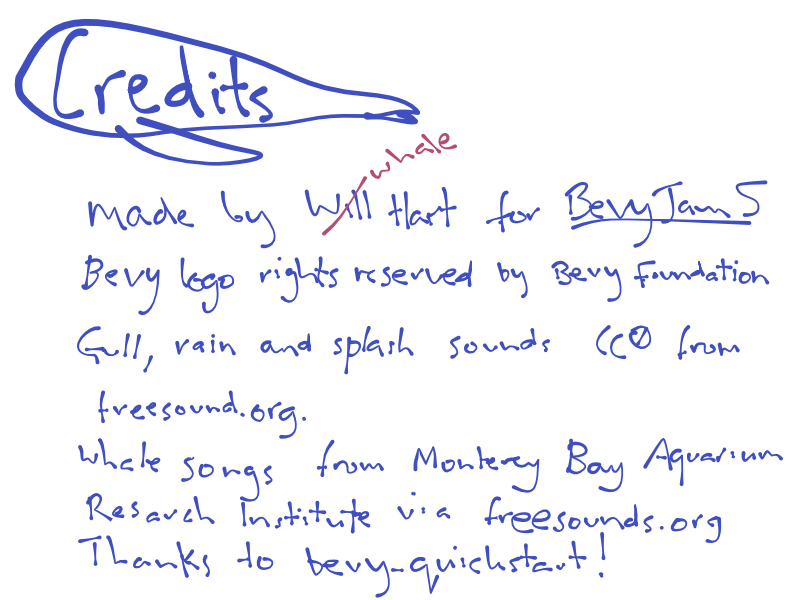 Credits
whale
made by Will Hart for Bevy Jam 5
Bevy logo rights reserved by Bevy Foundation
Gull, rain and splash sounds CC0 from
freesound.org.
Whale songs from Monterey Bay Aquarium
Resarch Institute via freesounds.org
Thanks to bevy-quickstart!